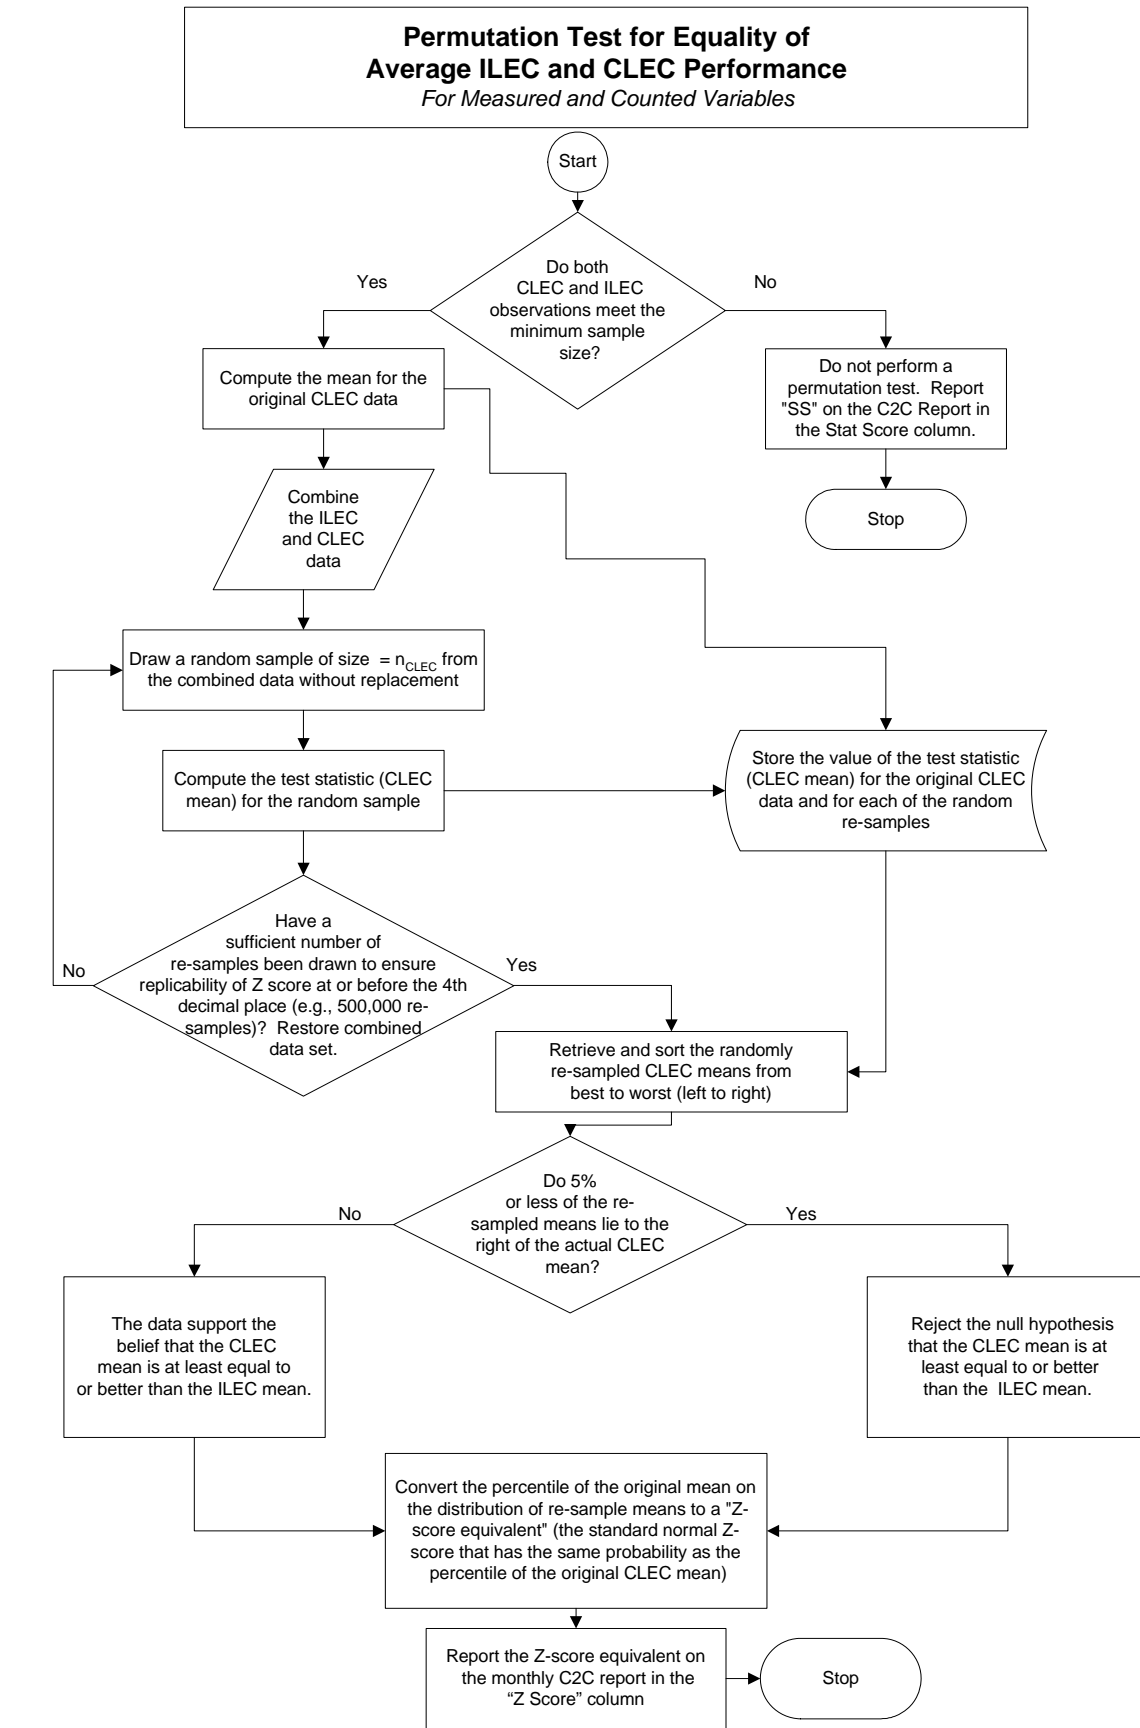 Permutation Test for Equality of
Average ILEC and CLEC Performance
For Measured and Counted Variables
Start
Do both
CLEC and ILEC
observations meet the
minimum sample
size?
Yes
No
Compute the mean for the
original CLEC data
Do not perform a
permutation test.  Report
"SS" on the C2C Report in
the Stat Score column.
Stop
Combine
the ILEC
and CLEC
data
Draw a random sample of size  = nCLEC from
the combined data without replacement
Compute the test statistic (CLEC
mean) for the random sample
Store the value of the test statistic
(CLEC mean) for the original CLEC
data and for each of the random
re-samples
Have a
sufficient number of
re-samples been drawn to ensure
replicability of Z score at or before the 4th
decimal place (e.g., 500,000 re-
samples)?  Restore combined
data set.
No
Yes
Retrieve and sort the randomly
re-sampled CLEC means from
best to worst (left to right)
Do 5%
or less of the re-
sampled means lie to the
right of the actual CLEC
mean?
No
Yes
The data support the
belief that the CLEC
mean is at least equal to
or better than the ILEC mean.
Reject the null hypothesis
that the CLEC mean is at
least equal to or better
than the  ILEC mean.
Convert the percentile of the original mean on
the distribution of re-sample means to a "Z-
score equivalent" (the standard normal Z-
score that has the same probability as the
percentile of the original CLEC mean)
Report the Z-score equivalent on
the monthly C2C report in the
“Z Score” column
Stop